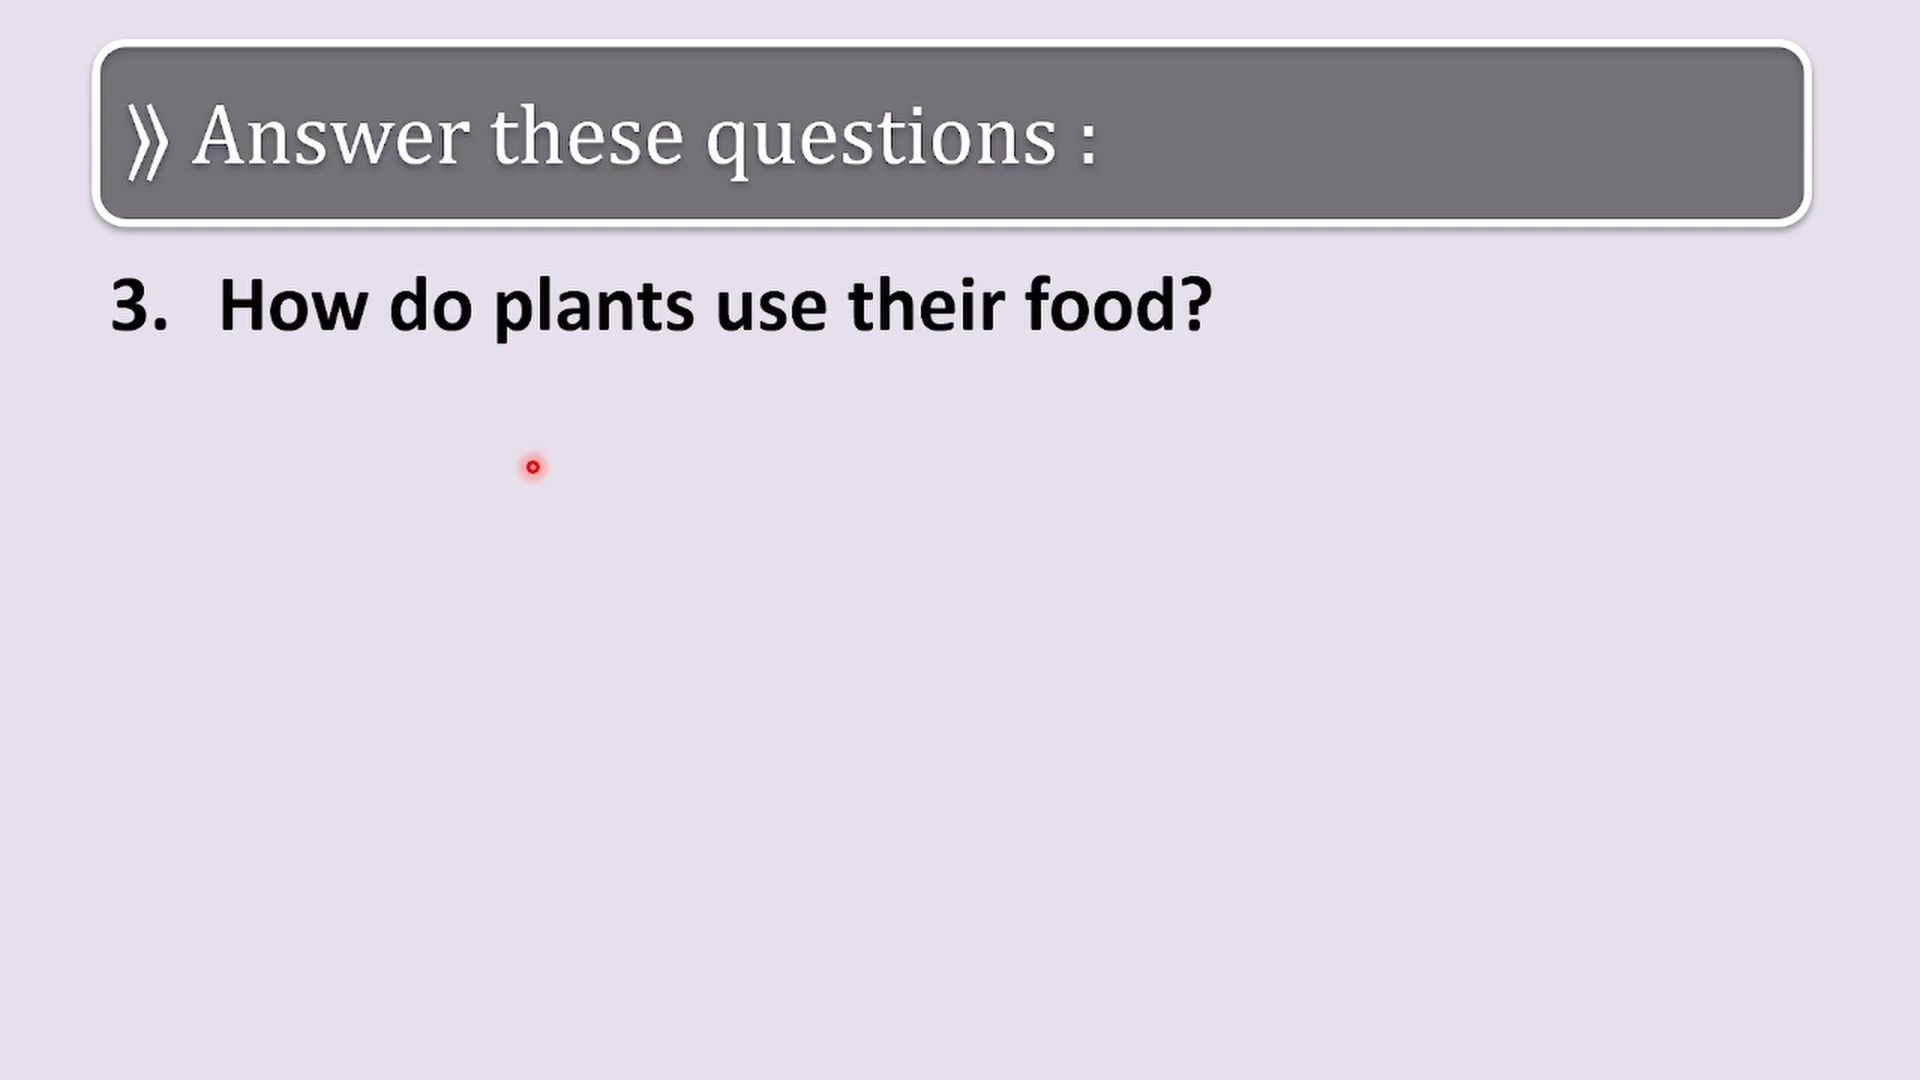 ⟫ Answer these questions :
3. How do plants use their food?